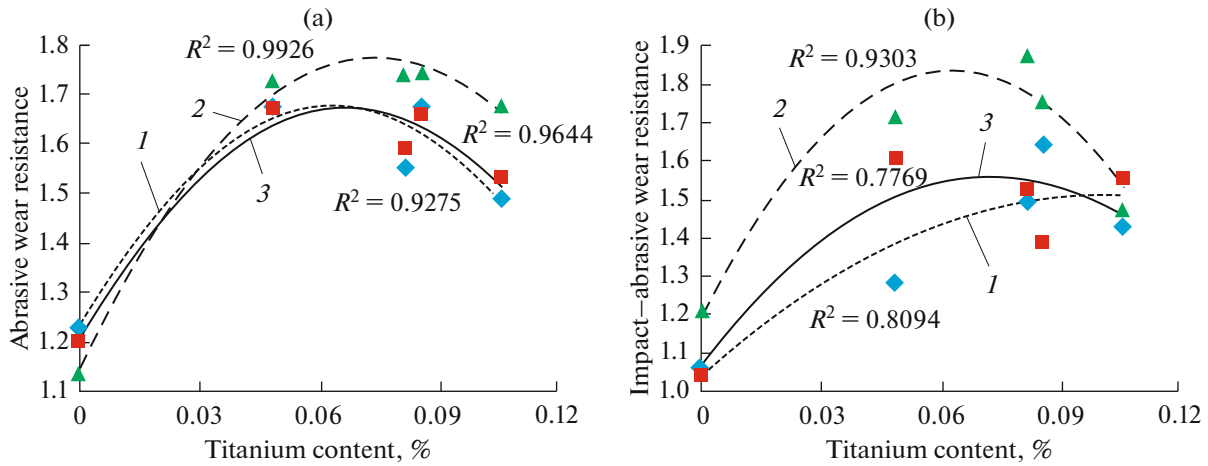 (a)
Abrasive wear resistance
1.8
1.7
1.6
1.5
1.4
1.3
1.2
1.1
R² = 0.9926
2
1
3
R² = 0.9644
R² = 0.9275
0
0.03
0.06
0.09
0.12
Titanium content, %
(b)
Impact–abrasive wear resistance
1.9
1.8
1.7
1.6
1.5
1.4
1.3
1.2
1.1
1.0
R² = 0.9303
2
3
R² = 0.7769
1
R² = 0.8094
0
0.03
0.06
0.09
0.12
Titanium content, %